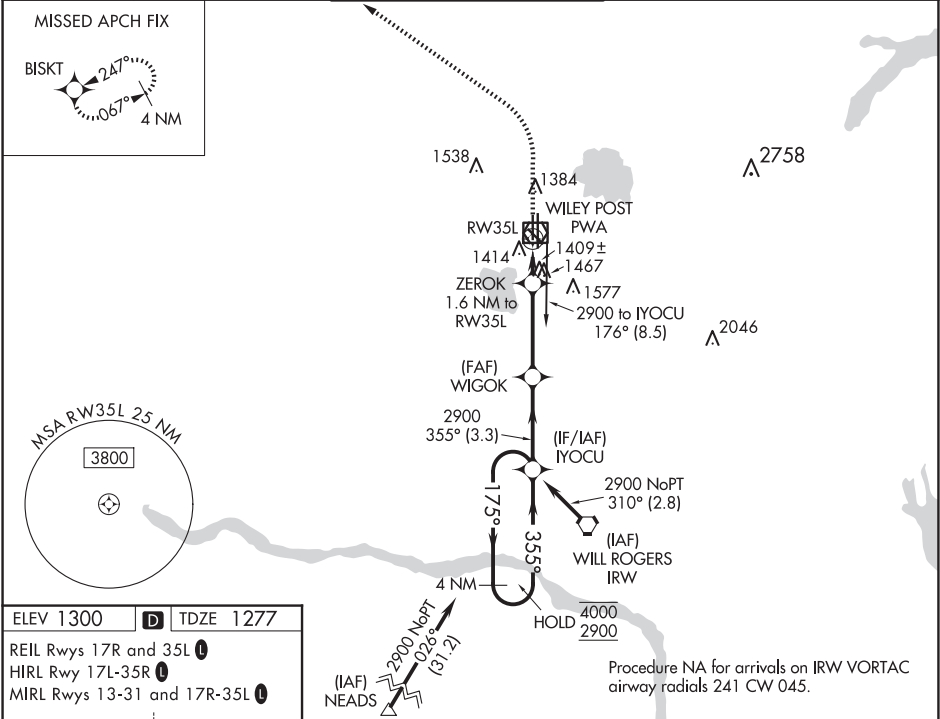 MISSED APCH FIX
BISKT
247°
067°
4 NM
1538
1384
2758
WILEY POST
PWA
RW35L
1414
1409±
1467
ZEROK
1.6 NM to
RW35L
1577
2900 to IYOCU
176° (8.5)
2046
(FAF)
WIGOK
2900
355° (3.3)
(IF/IAF)
IYOCU
MSA RW35L 25 NM
3800
175°
355°
2900 NoPT
310° (2.8)
(IAF)
WILL ROGERS
IRW
4 NM
HOLD
4000
2900
2900 NoPT
026°
(31.2)
(IAF)
NEADS
Procedure NA for arrivals on IRW VORTAC
airway radials 241 CW 045.
ELEV 1300 D TDZE 1277
REIL Rwys 17R and 35L L
HIRL Rwy 17L-35R L
MIRL Rwys 13-31 and 17R-35L L